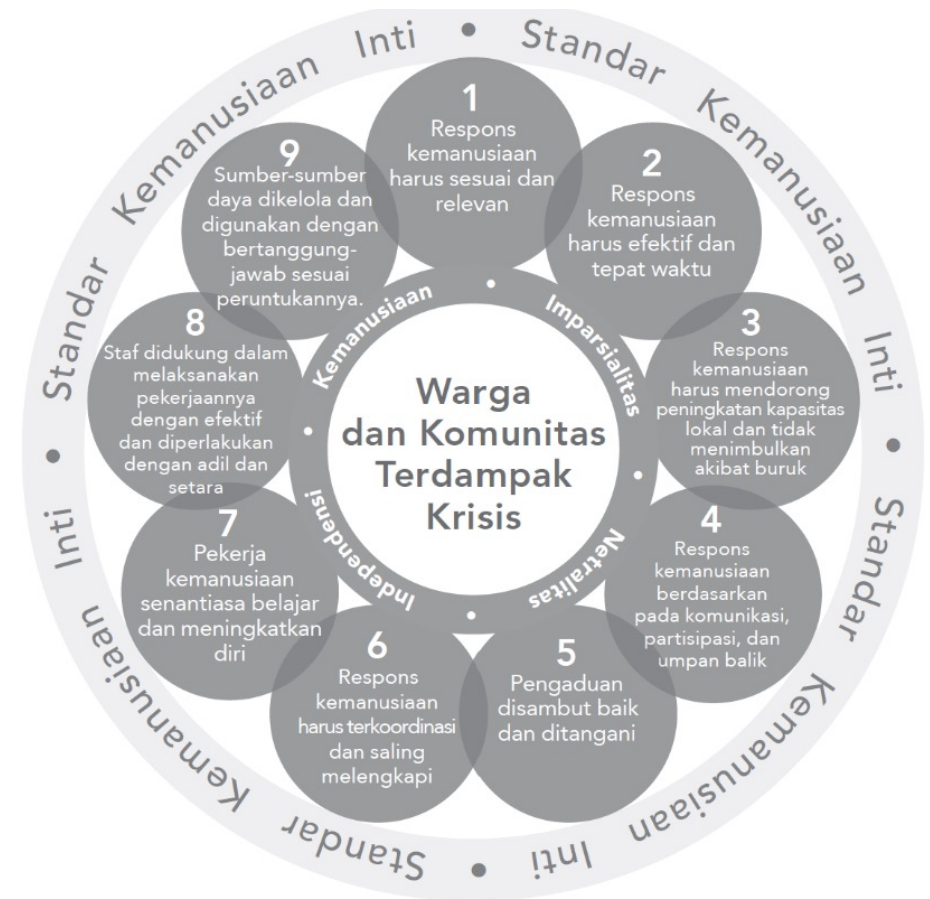 Standar Kemanusiaan Inti • Standar Kemanusiaan Inti • Standar Kemanusiaan Inti • Standar Kemanusiaan Inti •
1
Respons
kemanusiaan
harus sesuai dan
relevan
2
Respons
kemanusiaan
harus efektif dan
tepat waktu
3
Respons
kemanusiaan
harus mendorong
peningkatan kapasitas
lokal dan tidak
menimbulkan
akibat buruk
4
Respons
kemanusiaan
berdasarkan
pada komunikasi,
partisipasi, dan
umpan balik
5
Pengaduan
disambut baik
dan ditangani
6
Respons
kemanusiaan
harus terkoordinasi
dan saling
melengkapi
7
Pekerja
kemanusiaan
senantiasa belajar
dan meningkatkan
diri
8
Staf didukung dalam
melaksanakan
pekerjaannya
dengan efektif
dan diperlakukan
dengan adil dan
setara
9
Sumber-sumber
daya dikelola dan
digunakan dengan
bertanggung-
jawab sesuai
peruntukannya.
Kemanusiaan • Imparsialitas • Netralitas • Independensi •
Warga
dan Komunitas
Terdampak
Krisis